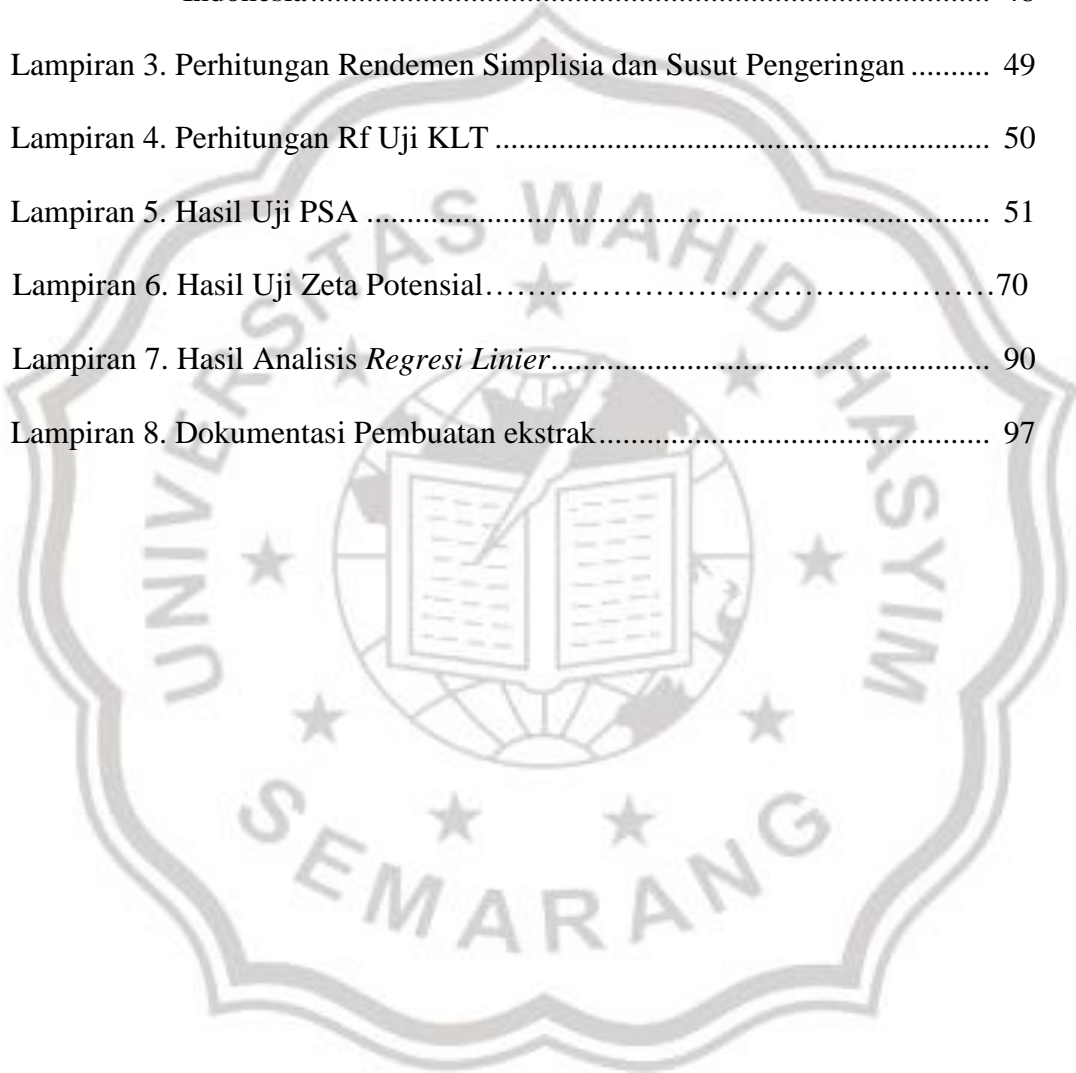 Lampiran 3. Perhitungan Rendemen Simplisia dan Susut Pengeringan .......... 49
Lampiran 4. Perhitungan Rf Uji KLT .................................................................. 50
Lampiran 5. Hasil Uji PSA ................................................................................... 51
Lampiran 6. Hasil Uji Zeta Potensial…………………………………………70
Lampiran 7. Hasil Analisis Regresi Linier.......................................................... 90
Lampiran 8. Dokumentasi Pembuatan ekstrak....................................................... 97
UNIVERSITAS WAHID HASYIM
SEMARANG